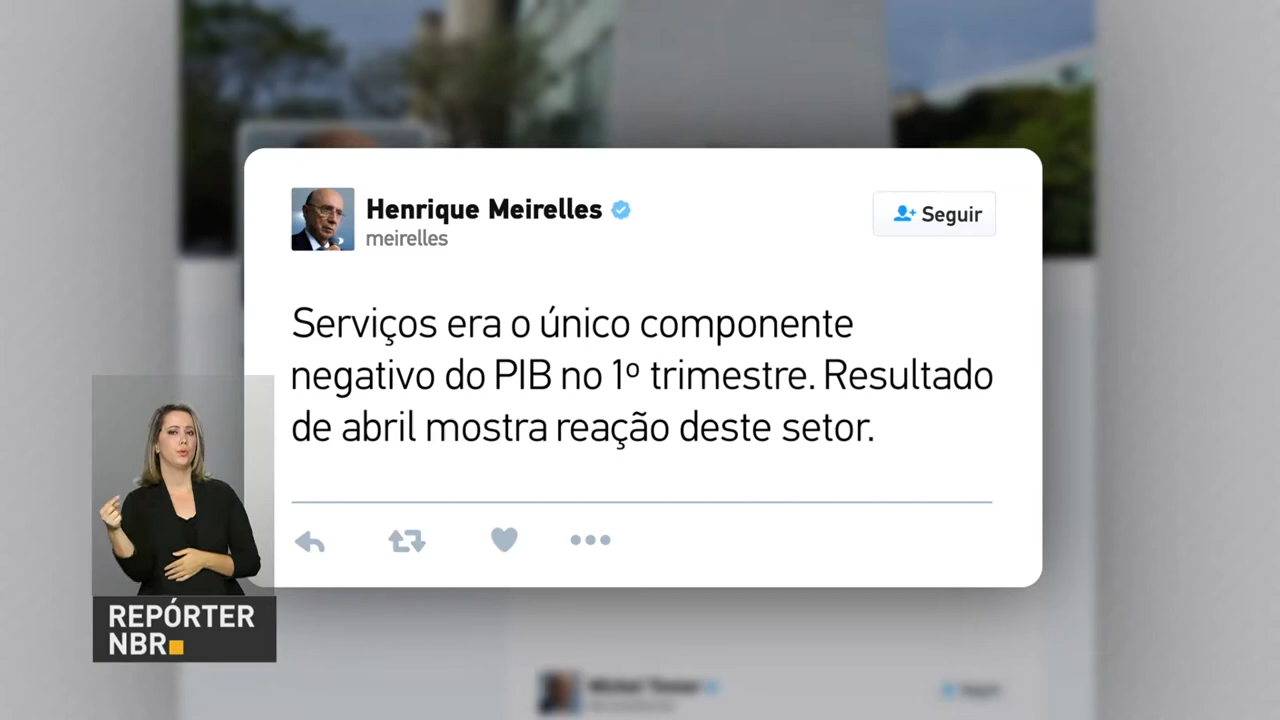 Henrique Meirelles
meirelles
Seguir
Serviços era o único componente
negativo do PIB no 1º trimestre. Resultado
de abril mostra reação deste setor.
REPÓRTER
NBR